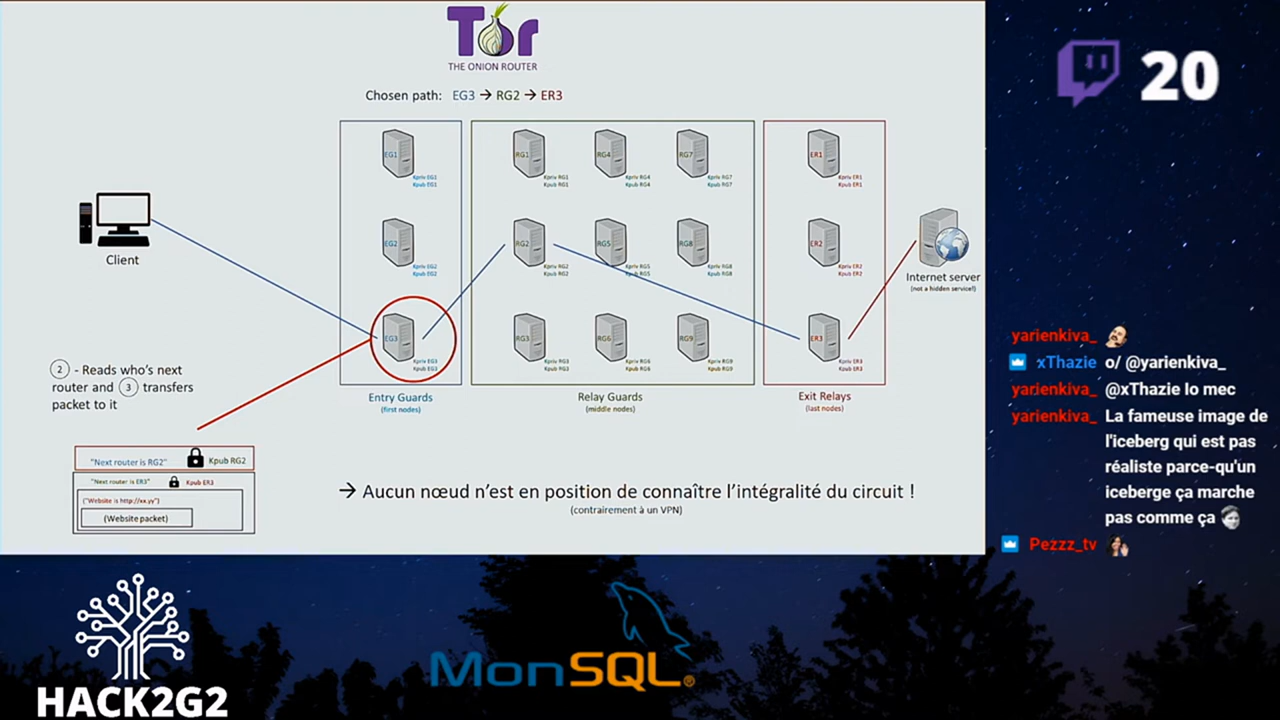 Tor
THE ONION ROUTER
Chosen path: EG3 → RG2 → ER3
EG1
Kpriv EG1
Kpub EG1
RG1
Kpriv RG1
Kpub RG1
RG4
Kpriv RG4
Kpub RG4
RG7
Kpriv RG7
Kpub RG7
ER1
Kpriv ER1
Kpub ER1
EG2
Kpriv EG2
Kpub EG2
RG2
Kpriv RG2
Kpub RG2
RG5
Kpriv RG5
Kpub RG5
RG8
Kpriv RG8
Kpub RG8
ER2
Kpriv ER2
Kpub ER2
Client
Internet server
(not a hidden service!)
EG3
Kpriv EG3
Kpub EG3
RG3
Kpriv RG3
Kpub RG3
RG6
Kpriv RG6
Kpub RG6
RG9
Kpriv RG9
Kpub RG9
ER3
Kpriv ER3
Kpub ER3
Entry Guards
(first nodes)
Relay Guards
(middle nodes)
Exit Relays
(last nodes)
2 - Reads who's next
router and 3 transfers
packet to it
"Next router is RG2" Kpub RG2
"Next router is ER3" Kpub ER3
("Website is http://xx.yy")
(Website packet)
→ Aucun nœud n'est en position de connaître l'intégralité du circuit !
(contrairement à un VPN)
20
yarienkiva_
xThazie o/ @yarienkiva_
yarienkiva_ @xThazie lo mec
yarienkiva_ La fameuse image de
l'iceberg qui est pas
réaliste parce-qu'un
iceberge ça marche
pas comme ça
Pezzz_tv
HACK2G2
MonSQL®